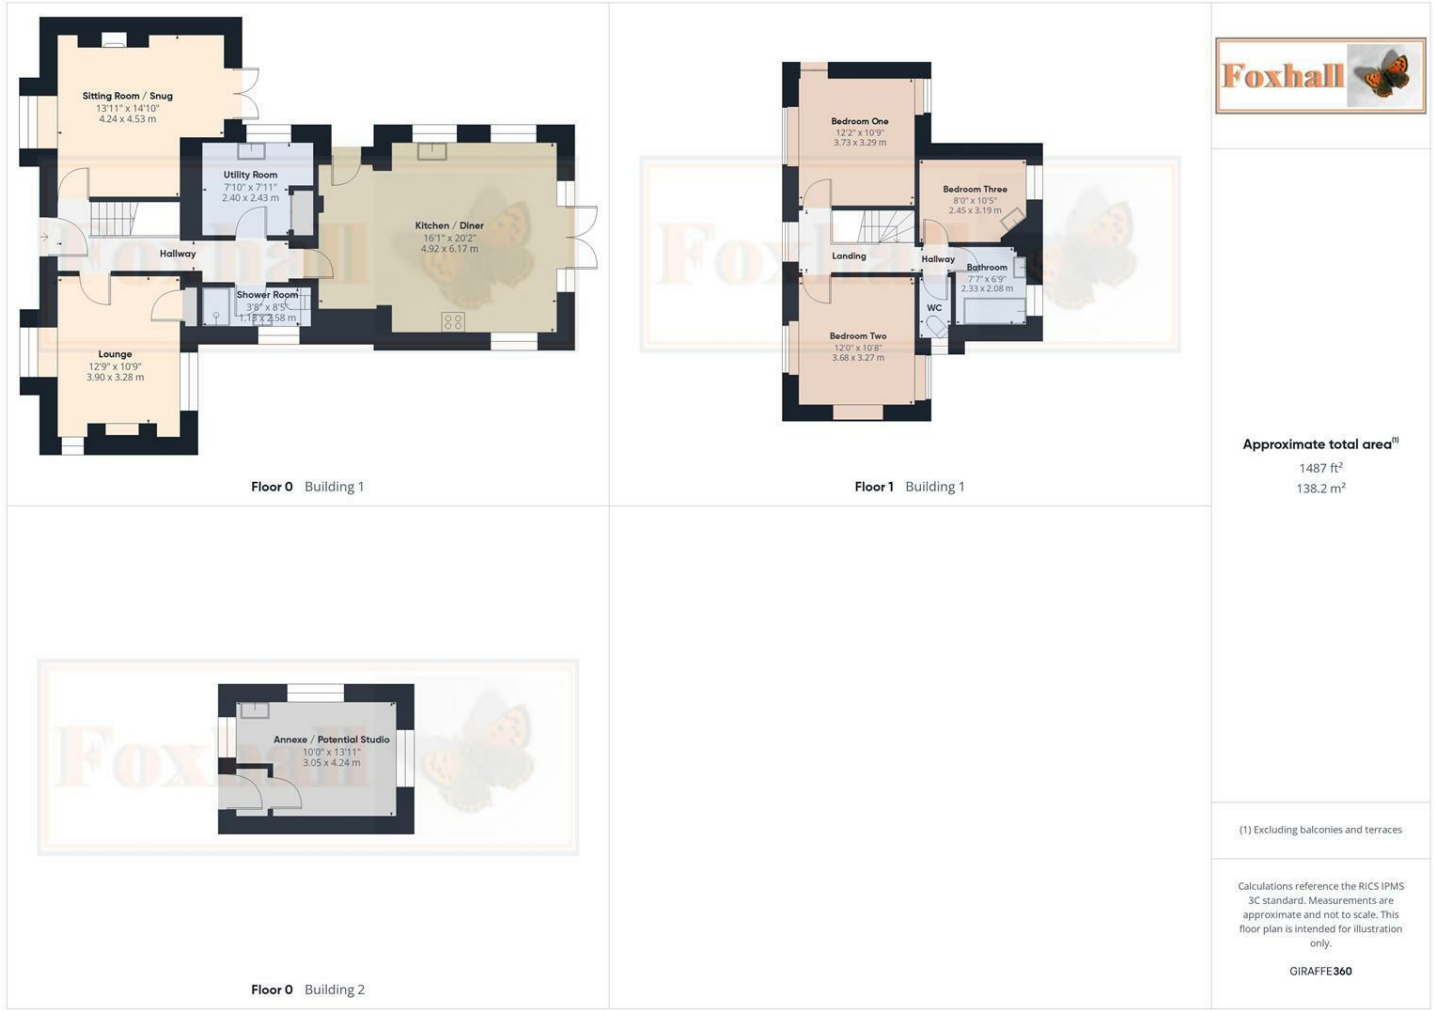 Sitting Room / Snug
13'11" x 14'10"
4.24 x 4.53 m
Utility Room
7'10" x 7'11"
2.40 x 2.43 m
Kitchen / Diner
16'1" x 20'2"
4.92 x 6.17 m
Hallway
Shower Room
3'8" x 8'5"
1.13 x 2.58 m
Lounge
12'9" x 10'9"
3.90 x 3.28 m
Floor 0 Building 1
Bedroom One
12'2" x 10'9"
3.73 x 3.29 m
Bedroom Three
8'0" x 10'5"
2.45 x 3.19 m
Landing
Hallway
Bathroom
7'7" x 6'9"
2.33 x 2.08 m
WC
Bedroom Two
12'0" x 10'8"
3.68 x 3.27 m
Floor 1 Building 1
Foxhall
Foxhall
Foxhall
Annexe / Potential Studio
10'0" x 13'11"
3.05 x 4.24 m
Foxhall
Floor 0 Building 2
Approximate total area(1)
1487 ft²
138.2 m²
(1) Excluding balconies and terraces
Calculations reference the RICS IPMS
3C standard. Measurements are
approximate and not to scale. This
floor plan is intended for illustration
only.
GIRAFFE360